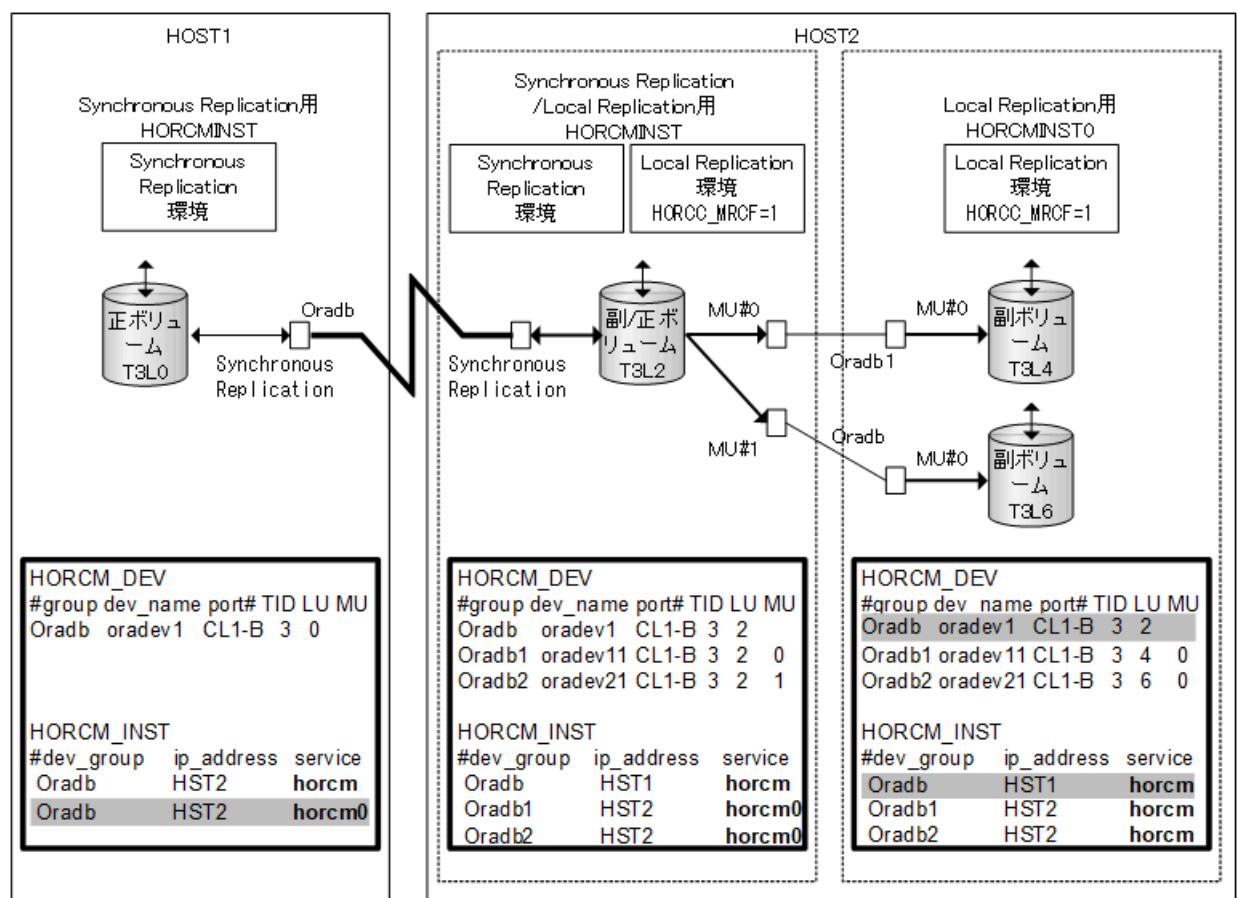 HOST1
HOST2
Synchronous Replication用
HORCMINST
Synchronous
Replication
環境
Synchronous Replication
/Local Replication用
HORCMINST
Synchronous
Replication
環境
Local Replication
環境
HORCC_MRCF=1
Local Replication用
HORCMINST0
Local Replication
環境
HORCC_MRCF=1
正ボリュ
ーム
T3L0
Oradb
Synchronous
Replication
Synchronous
Replication
副/正ボ
リューム
T3L2
MU#0
MU#1
Oradb1
Oradb
MU#0
副ボリュ
ーム
T3L4
MU#0
副ボリュ
ーム
T3L6
HORCM_DEV
#group dev_name port# TID LU MU
Oradb oradev1 CL1-B 3 0
HORCM_INST
#dev_group ip_address service
Oradb HST2 horcm
Oradb HST2 horcm0
HORCM_DEV
#group dev_name port# TID LU MU
Oradb oradev1 CL1-B 3 2
Oradb1 oradev11 CL1-B 3 2 0
Oradb2 oradev21 CL1-B 3 2 1
HORCM_INST
#dev_group ip_address service
Oradb HST1 horcm
Oradb1 HST2 horcm0
Oradb2 HST2 horcm0
HORCM_DEV
#group dev_name port# TID LU MU
Oradb oradev1 CL1-B 3 2
Oradb1 oradev11 CL1-B 3 4 0
Oradb2 oradev21 CL1-B 3 6 0
HORCM_INST
#dev_group ip_address service
Oradb HST1 horcm
Oradb1 HST2 horcm
Oradb2 HST2 horcm